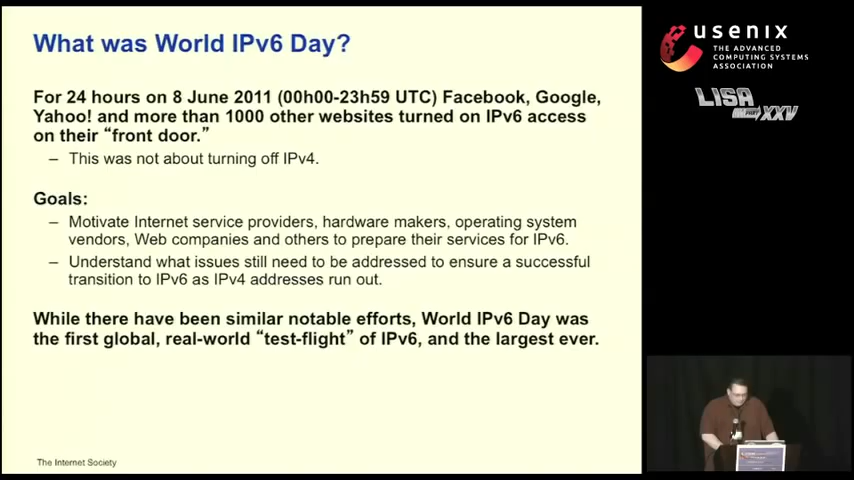 What was World IPv6 Day?
For 24 hours on 8 June 2011 (00h00-23h59 UTC) Facebook, Google,
Yahoo! and more than 1000 other websites turned on IPv6 access
on their “front door.”
– This was not about turning off IPv4.
Goals:
– Motivate Internet service providers, hardware makers, operating system
vendors, Web companies and others to prepare their services for IPv6.
– Understand what issues still need to be addressed to ensure a successful
transition to IPv6 as IPv4 addresses run out.
While there have been similar notable efforts, World IPv6 Day was
the first global, real-world “test-flight” of IPv6, and the largest ever.
The Internet Society
usenix
THE ADVANCED
COMPUTING SYSTEMS
ASSOCIATION
LISA
XXV